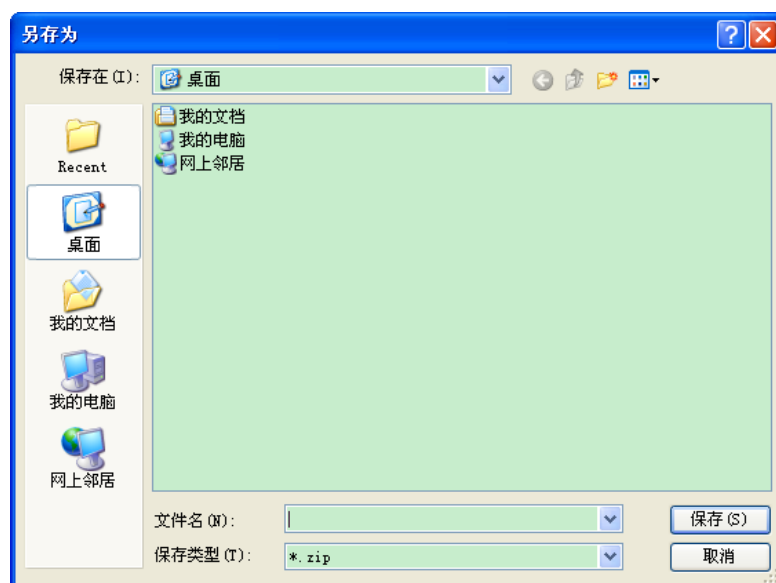 另存为
保存在(I):
桌面
我的文档
我的电脑
网上邻居
Recent
桌面
我的文档
我的电脑
网上邻居
文件名(N):
保存(S)
保存类型(T):
*.zip
取消